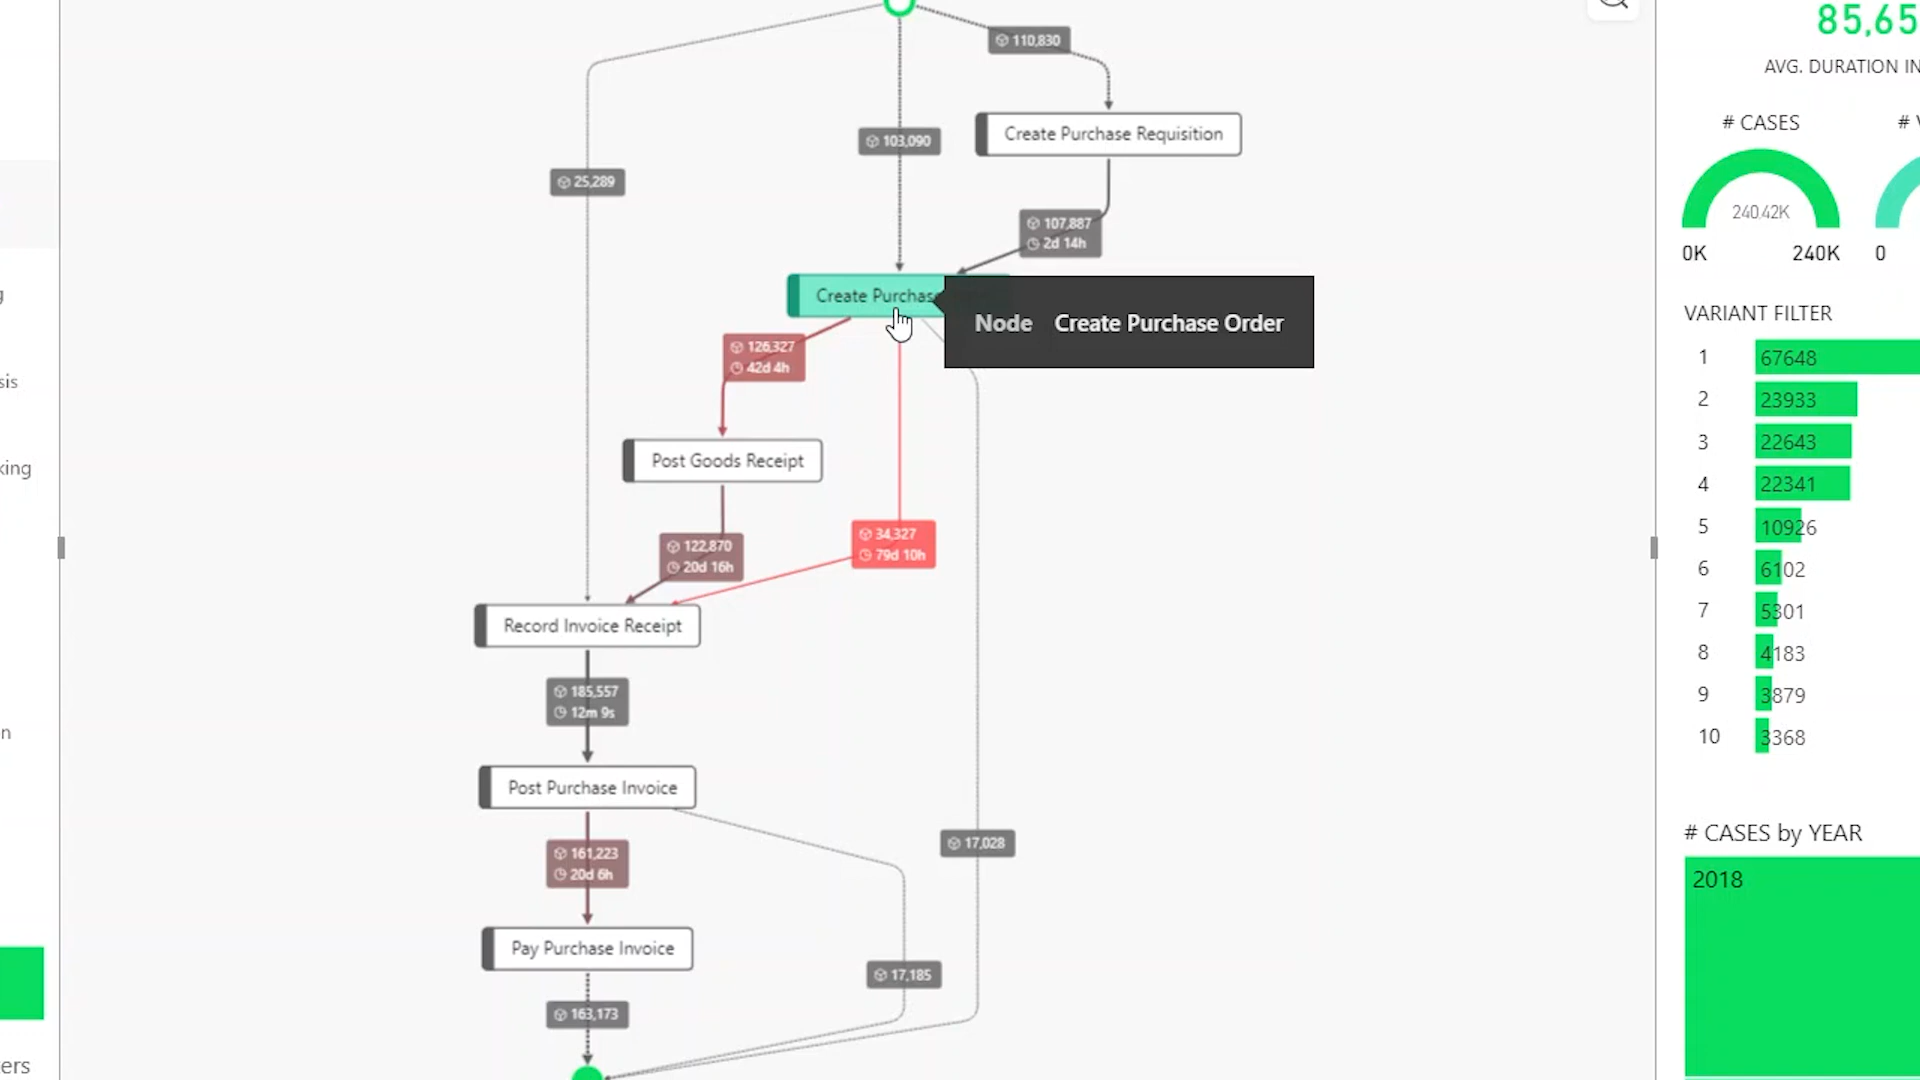 110,830
Create Purchase Requisition
103,090
25,289
107,887
2d 14h
Create Purchas
Node Create Purchase Order
126,327
42d 4h
Post Goods Receipt
34,327
79d 10h
122,870
20d 16h
Record Invoice Receipt
185,557
12m 9s
Post Purchase Invoice
161,223
20d 6h
17,028
Pay Purchase Invoice
17,185
163,173
sis
king
n
ers
85,65
AVG. DURATION IN
# CASES
#
240.42K
0K 240K 0
VARIANT FILTER
1 67648
2 23933
3 22643
4 22341
5 10926
6 6102
7 5301
8 4183
9 3879
10 3368
# CASES by YEAR
2018